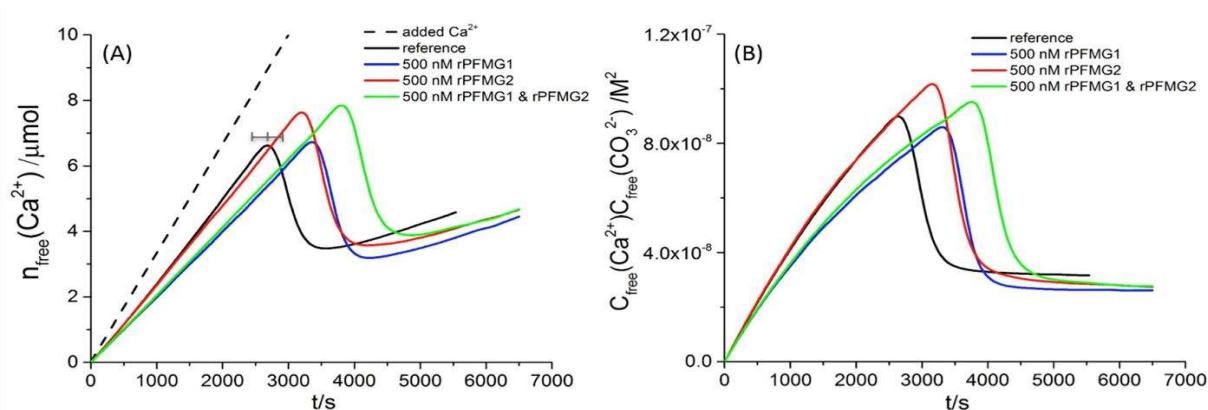 (A)
added Ca²⁺
reference
500 nM rPFMG1
500 nM rPFMG2
500 nM rPFMG1 & rPFMG2
n_free(Ca²⁺) /μmol
10
8
6
4
2
0
0 1000 2000 3000 4000 5000 6000 7000
t/s
(B)
reference
500 nM rPFMG1
500 nM rPFMG2
500 nM rPFMG1 & rPFMG2
C_free(Ca²⁺)C_free(CO₃²⁻) /M²
1.2x10⁻⁷
8.0x10⁻⁸
4.0x10⁻⁸
0.0
0 1000 2000 3000 4000 5000 6000 7000
t/s